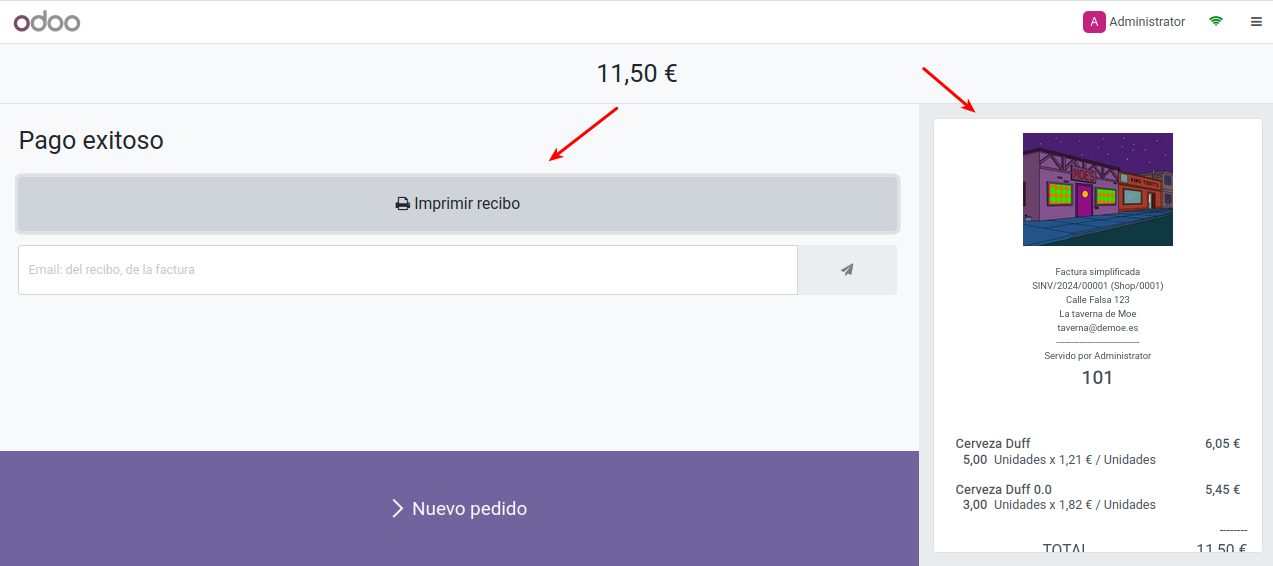 odoo
A Administrator
11,50 €
Pago exitoso
Imprimir recibo
Email: del recibo, de la factura
Nuevo pedido
MOE'S
KING TOOT'S
Factura simplificada
SINV/2024/00001 (Shop/0001)
Calle Falsa 123
La taverna de Moe
taverna@demoe.es
--------------------------------
Servido por Administrator
101
Cerveza Duff 6,05 €
5,00 Unidades x 1,21 € / Unidades
Cerveza Duff 0.0 5,45 €
3,00 Unidades x 1,82 € / Unidades
--------
TOTAL 11,50 €